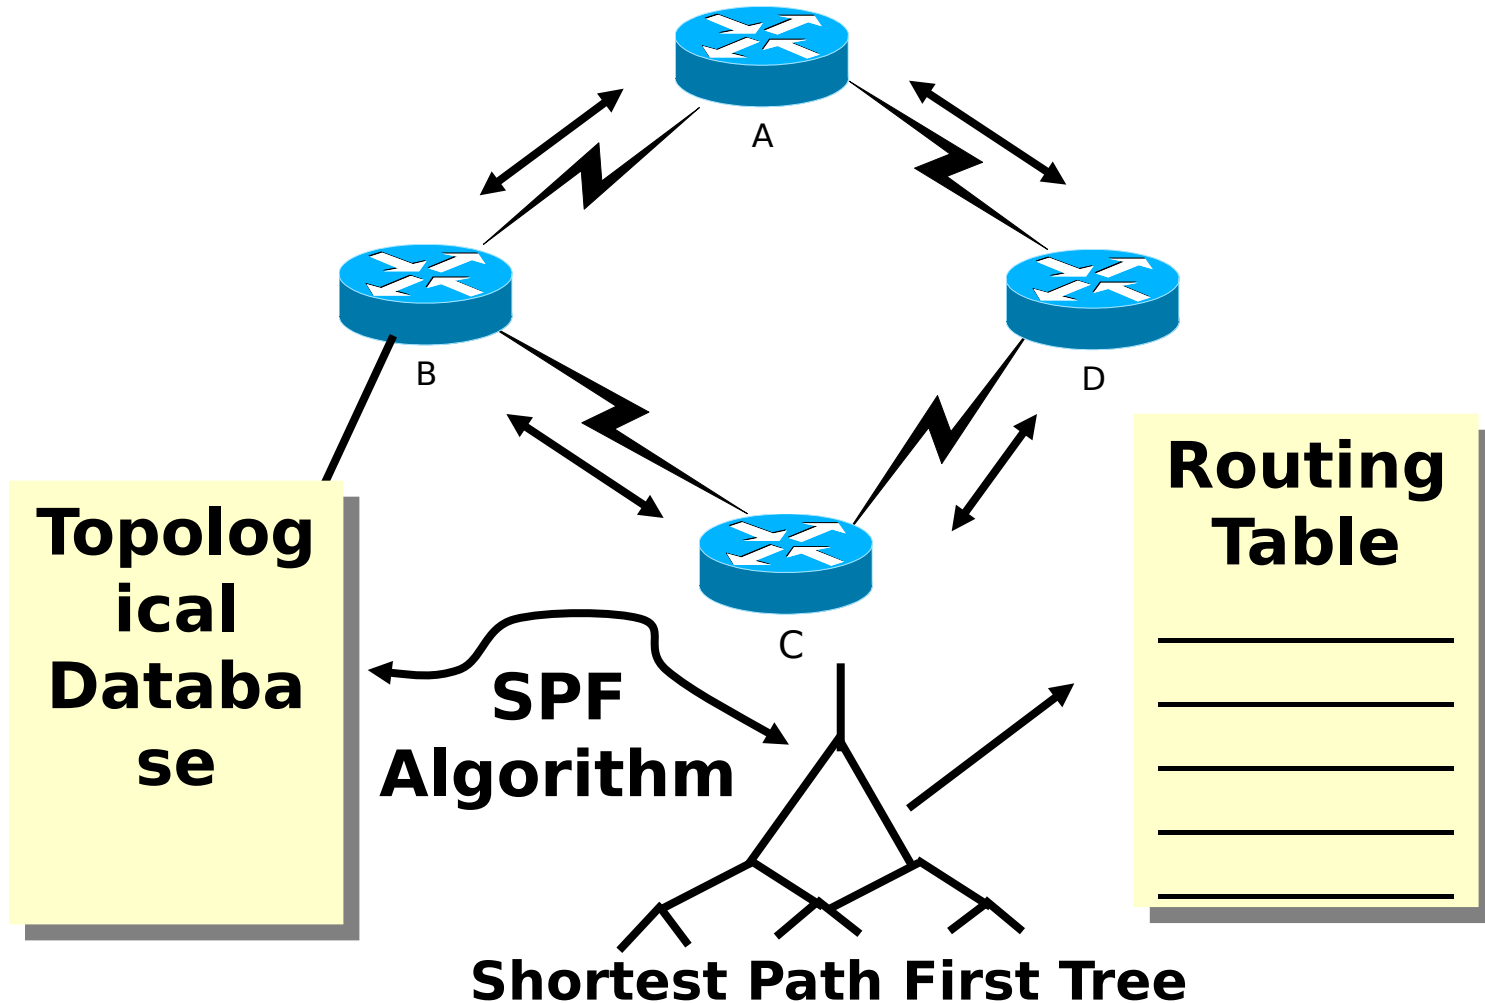 A
B
D
Routing
Table
Topolog
ical
Databa
se
C
SPF
Algorithm
Shortest Path First Tree